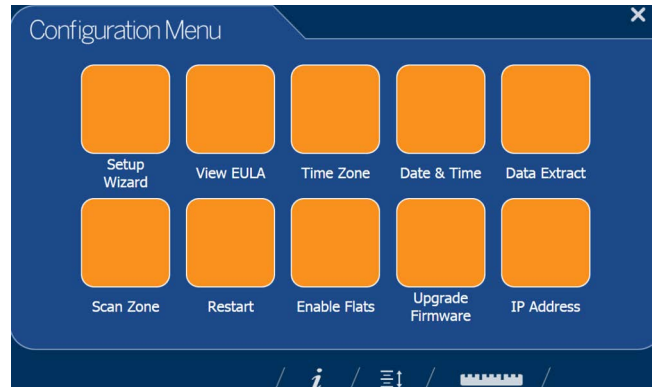 Configuration Menu
Setup
Wizard
View EULA
Time Zone
Date & Time
Data Extract
Scan Zone
Restart
Enable Flats
Upgrade
Firmware
IP Address
i